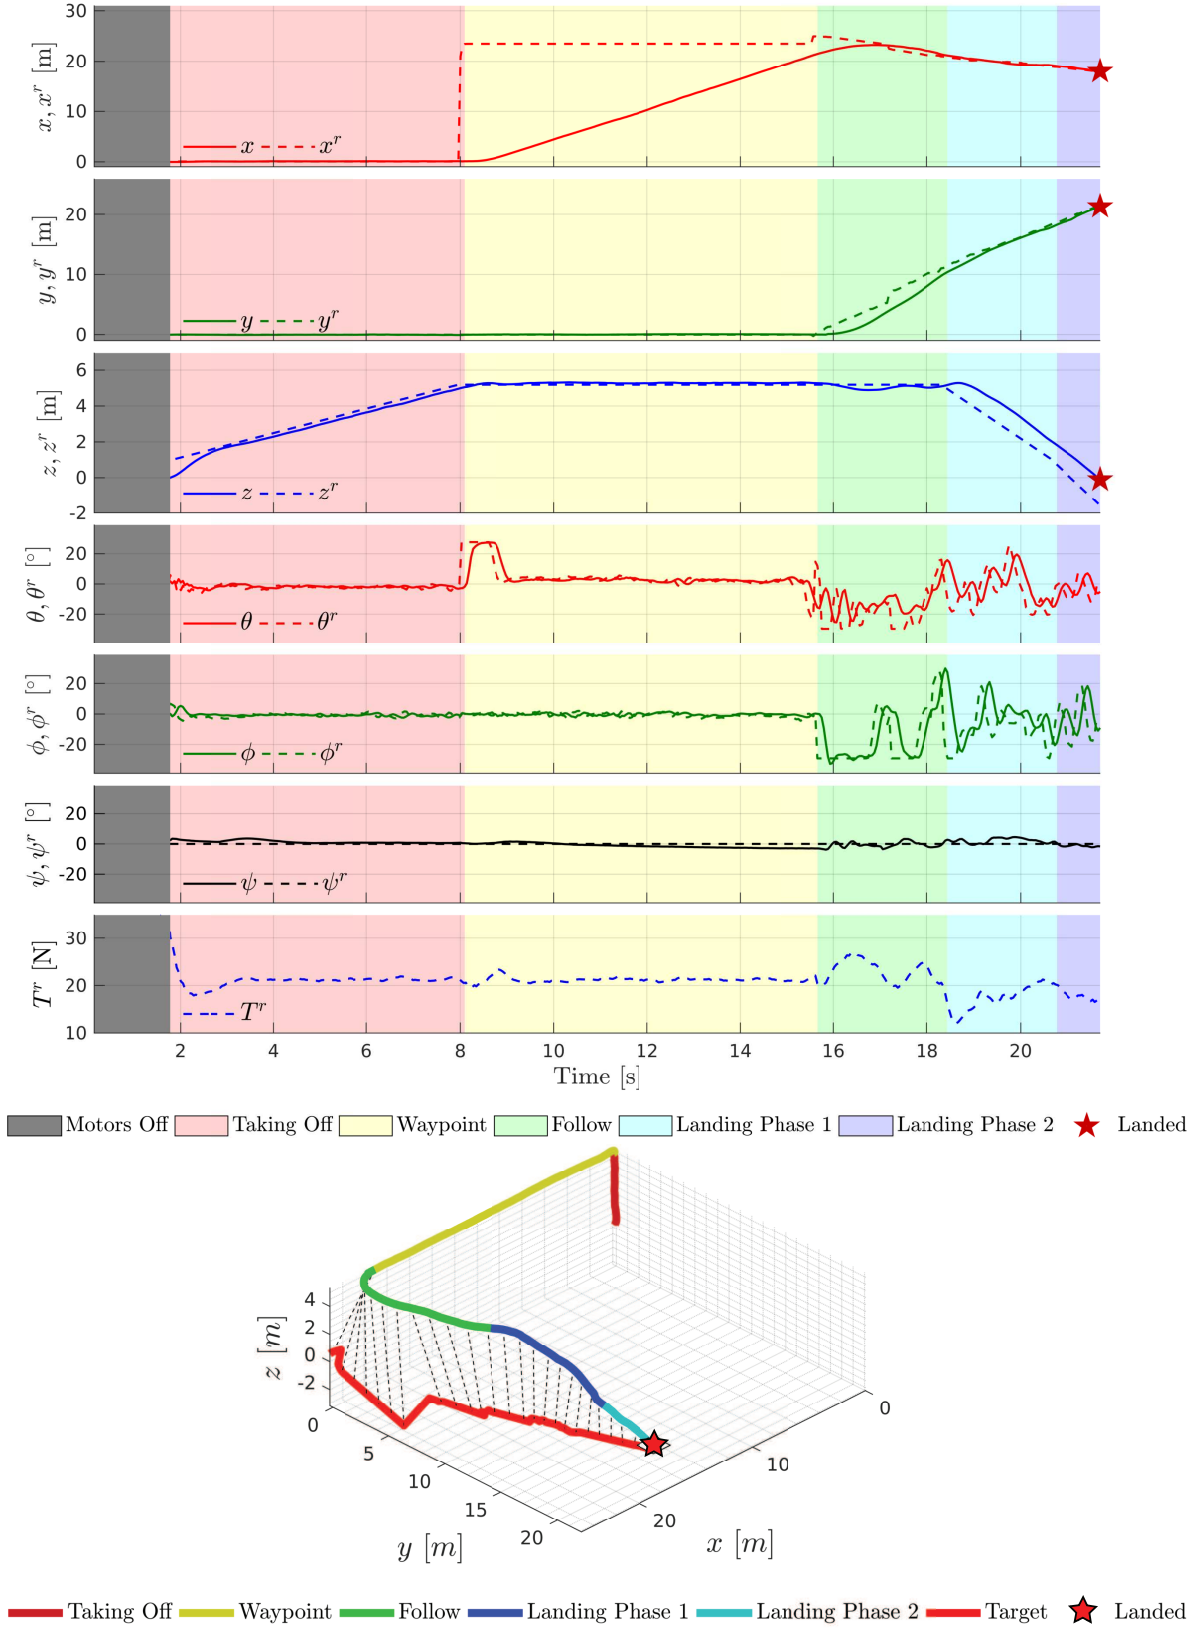 30
20
10
0
x, x^r [m]
x
x^r
20
10
0
y, y^r [m]
y
y^r
6
4
2
0
-2
z, z^r [m]
z
z^r
20
0
-20
θ, θ^r [°]
θ
θ^r
20
0
-20
ϕ, ϕ^r [°]
ϕ
ϕ^r
20
0
-20
ψ, ψ^r [°]
ψ
ψ^r
30
20
10
T^r [N]
T^r
2 4 6 8 10 12 14 16 18 20
Time [s]
Motors Off Taking Off Waypoint Follow Landing Phase 1 Landing Phase 2 Landed
4
2
0
-2
z [m]
0
5
10
15
20
y [m]
0
10
20
x [m]
Taking Off Waypoint Follow Landing Phase 1 Landing Phase 2 Target Landed